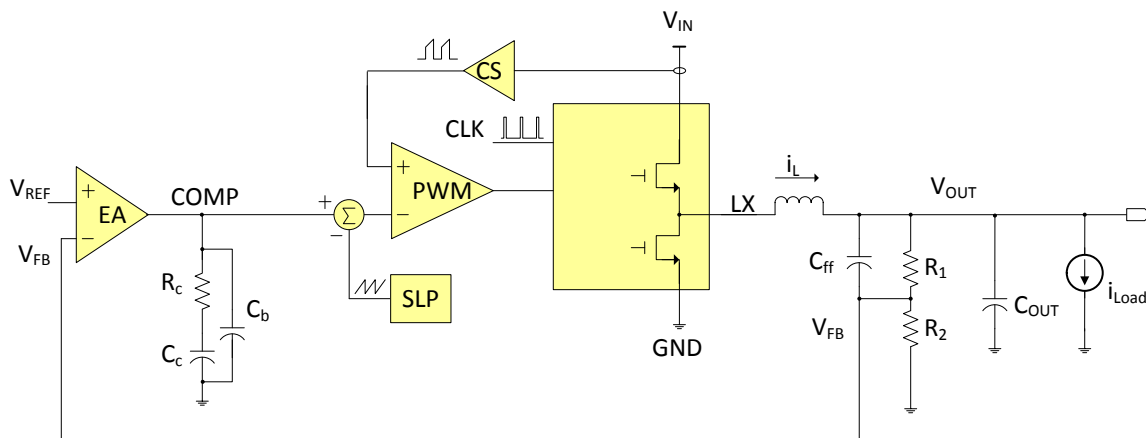 V_IN
CS
CLK
i_L
V_REF
COMP
PWM
LX
V_OUT
EA
Σ
V_FB
C_ff
R_1
R_c
SLP
C_OUT
i_Load
C_b
V_FB
R_2
C_c
GND